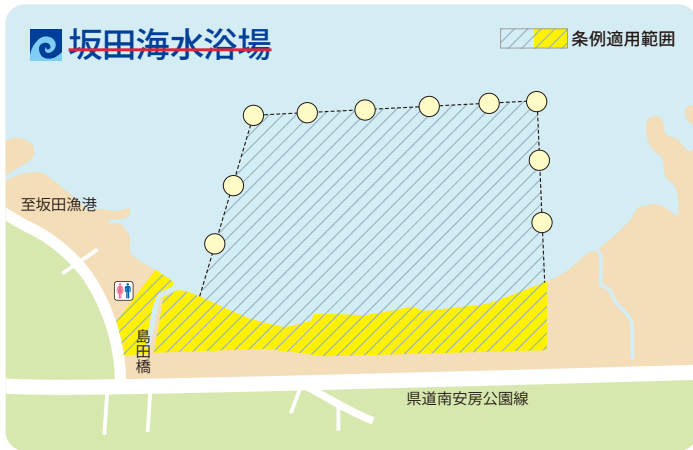 坂田海水浴場
条例適用範囲
至坂田漁港
島田橋
県道南安房公園線